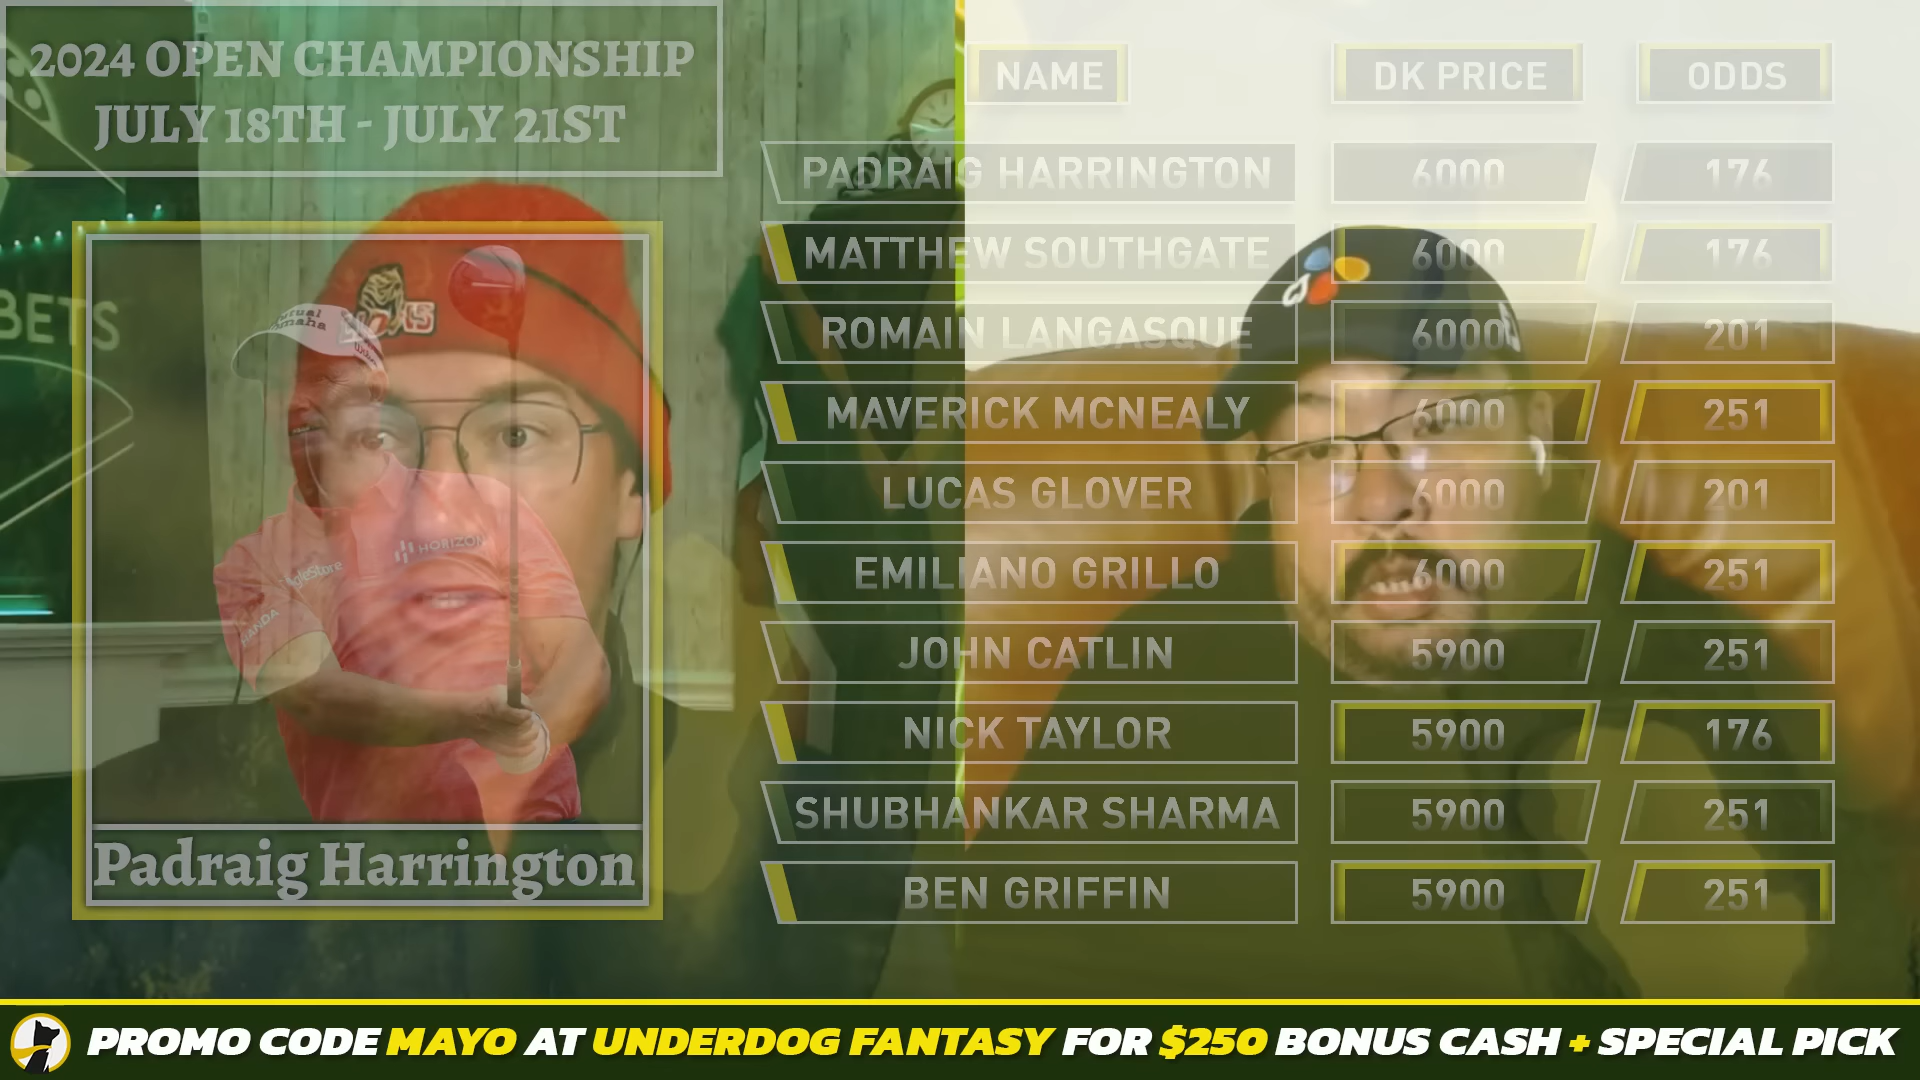 2024 OPEN CHAMPIONSHIP
JULY 18TH - JULY 21ST
NAME DK PRICE ODDS
PADRAIG HARRINGTON 6000 176
MATTHEW SOUTHGATE 6000 176
ROMAIN LANGASQUE 6000 201
MAVERICK MCNEALY 6000 251
LUCAS GLOVER 6000 201
EMILIANO GRILLO 6000 251
JOHN CATLIN 5900 251
NICK TAYLOR 5900 176
SHUBHANKAR SHARMA 5900 251
BEN GRIFFIN 5900 251
BETS
HORIZON
Padraig Harrington
PROMO CODE MAYO AT UNDERDOG FANTASY FOR $250 BONUS CASH + SPECIAL PICK